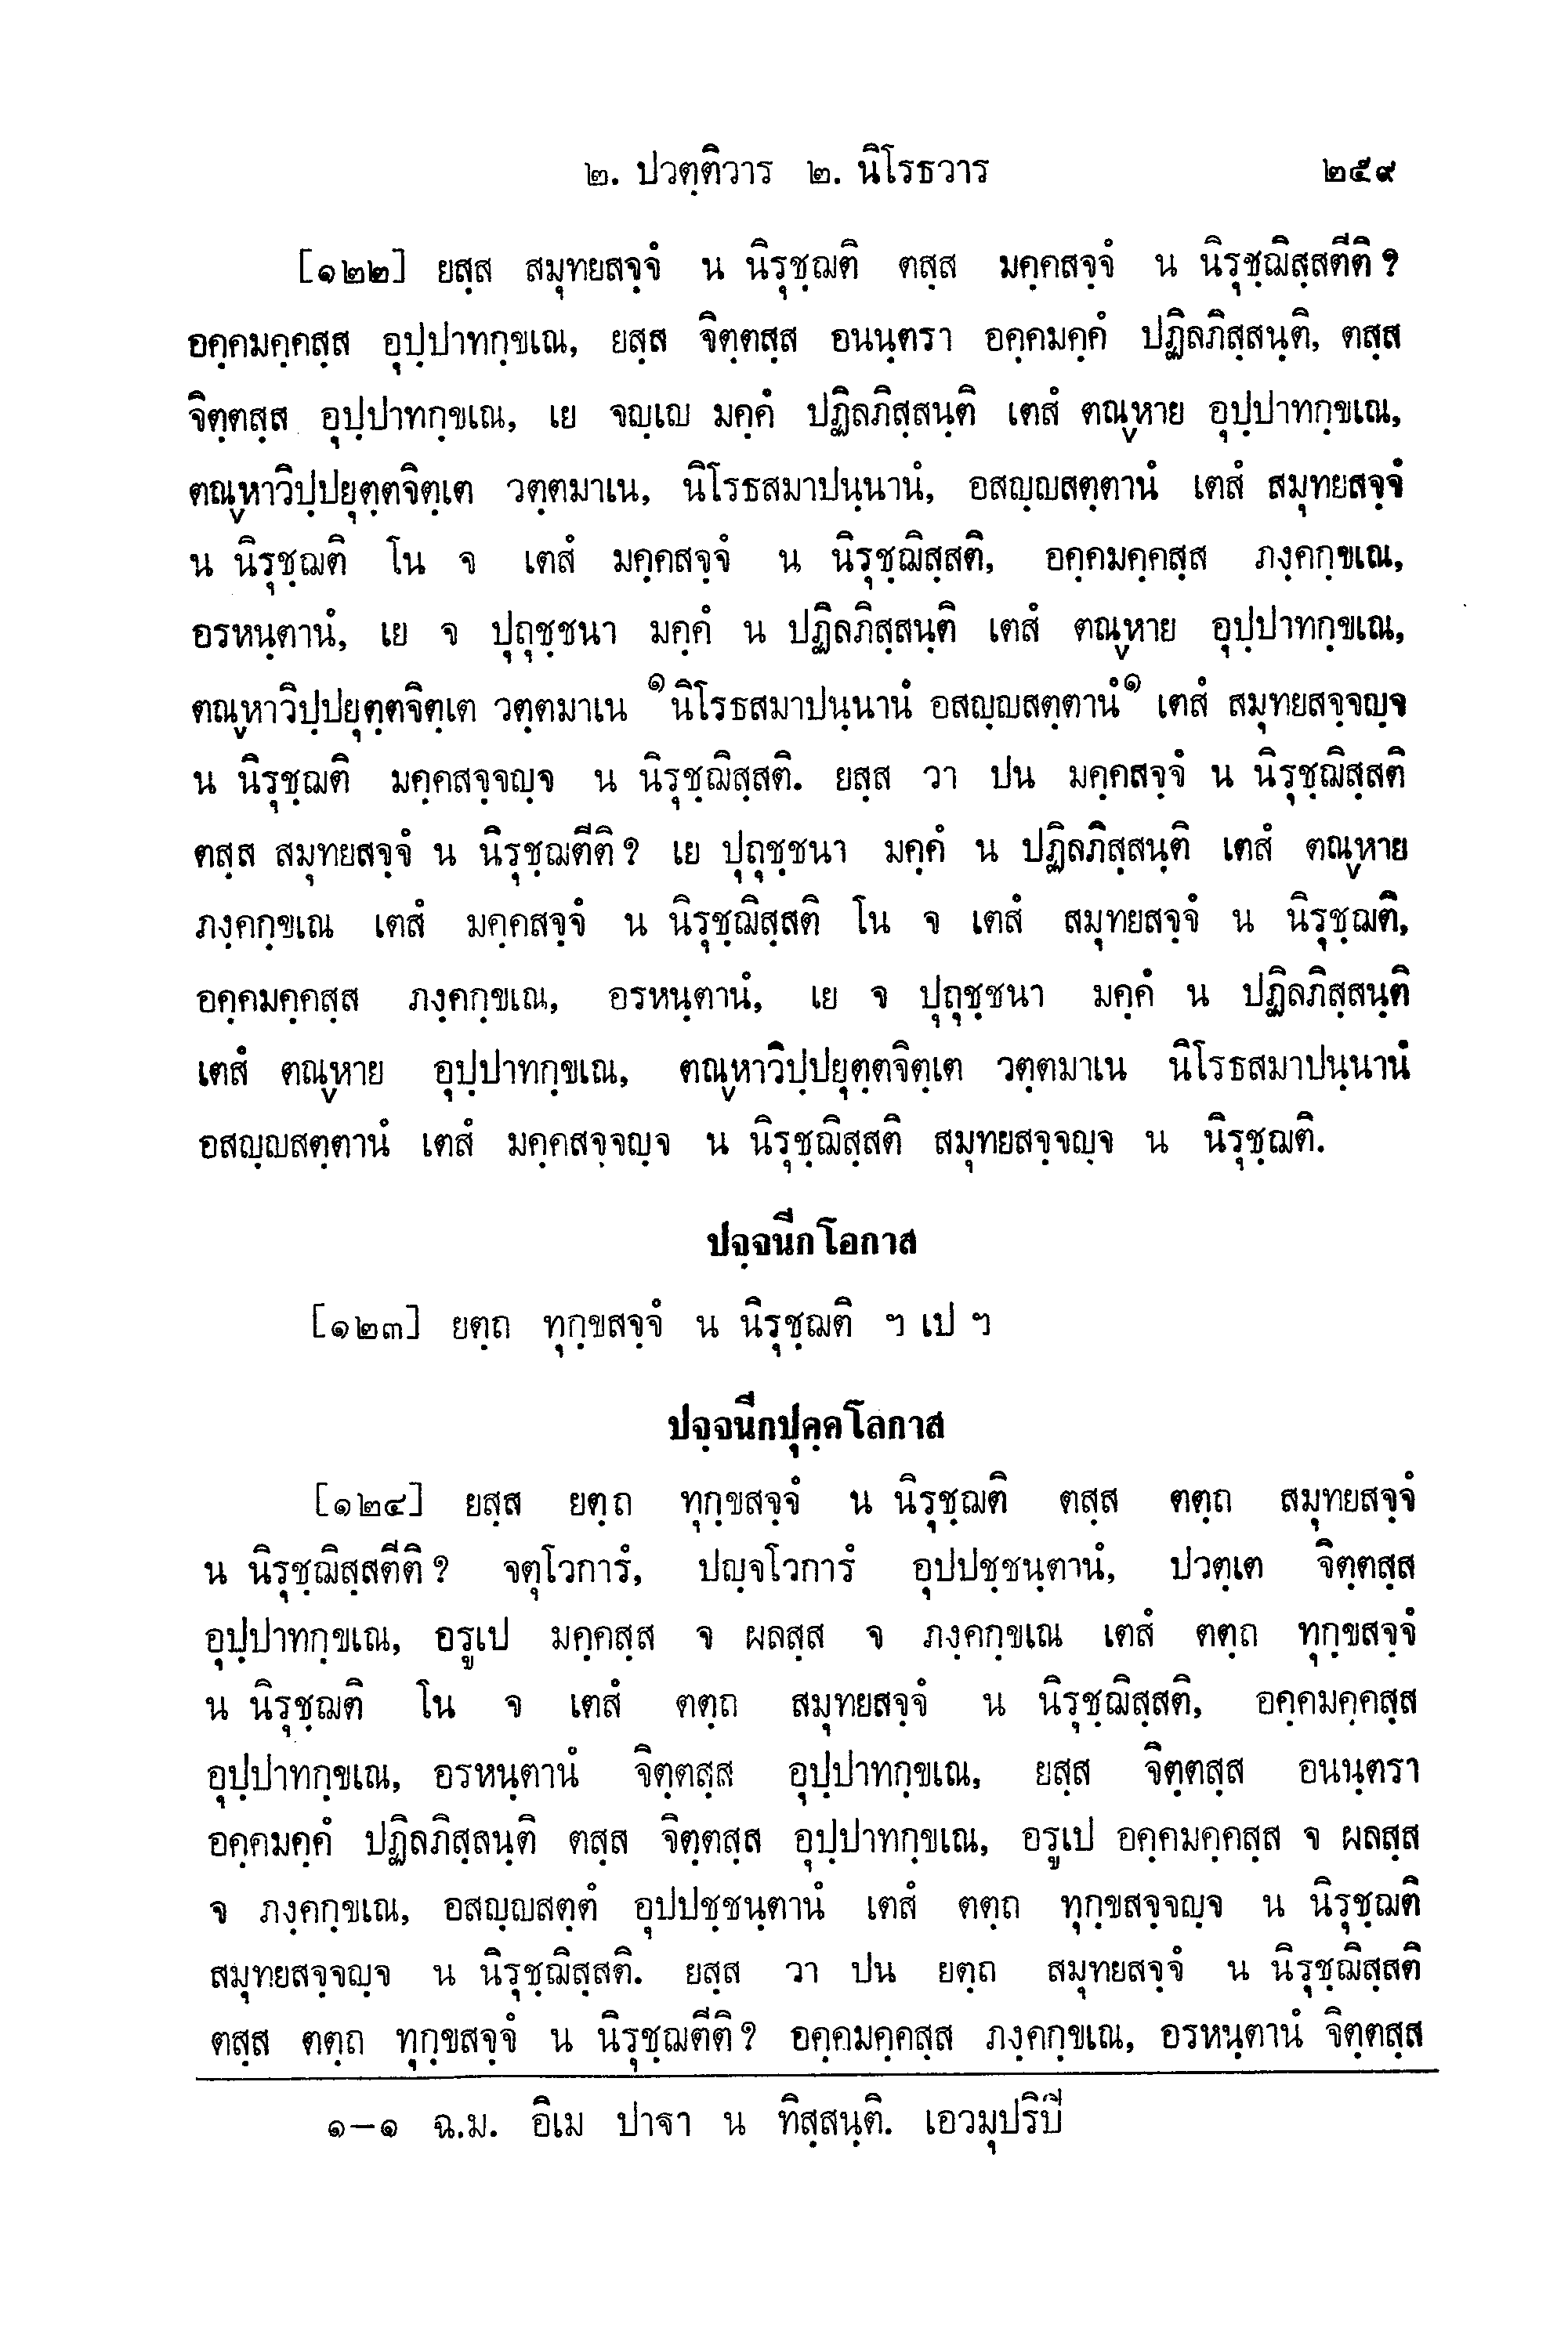 ๒. ปวตฺติวาร ๒. นิโรธวาร ๒๕๙
[๑๒๒] ยสฺส สมุทยสจฺจํ น นิรุชฺฌติ ตสฺส มคฺคสจฺจํ น นิรุชฺฌิสฺสตีติ ?
อคฺคมคฺคสฺส อุปฺปาทกฺขเณ, ยสฺส จิตฺตสฺส อนนฺตรา อคฺคมคฺคํ ปฏิลภิสฺสนฺติ, ตสฺส
จิตฺตสฺส อุปฺปาทกฺขเณ, เย จญฺเญ มคฺคํ ปฏิลภิสฺสนฺติ เตสํ ตณฺหาย อุปฺปาทกฺขเณ,
ตณฺหาวิปฺปยุตฺตจิตฺเต วตฺตมาเน, นิโรธสมาปนฺนานํ, อสญฺญสตฺตานํ เตสํ สมุทยสจฺจํ
น นิรุชฺฌติ โน จ เตสํ มคฺคสจฺจํ น นิรุชฺฌิสฺสติ, อคฺคมคฺคสฺส ภงฺคกฺขเณ,
อรหนฺตานํ, เย จ ปุถุชฺชนา มคฺคํ น ปฏิลภิสฺสนฺติ เตสํ ตณฺหาย อุปฺปาทกฺขเณ,
ตณฺหาวิปฺปยุตฺตจิตฺเต วตฺตมาเน ๑นิโรธสมาปนฺนานํ อสญฺญสตฺตานํ๑ เตสํ สมุทยสจฺจญฺจ
น นิรุชฺฌติ มคฺคสจฺจญฺจ น นิรุชฺฌิสฺสติ. ยสฺส วา ปน มคฺคสจฺจํ น นิรุชฺฌิสฺสติ
ตสฺส สมุทยสจฺจํ น นิรุชฺฌตีติ ? เย ปุถุชฺชนา มคฺคํ น ปฏิลภิสฺสนฺติ เตสํ ตณฺหาย
ภงฺคกฺขเณ เตสํ มคฺคสจฺจํ น นิรุชฺฌิสฺสติ โน จ เตสํ สมุทยสจฺจํ น นิรุชฺฌติ,
อคฺคมคฺคสฺส ภงฺคกฺขเณ, อรหนฺตานํ, เย จ ปุถุชฺชนา มคฺคํ น ปฏิลภิสฺสนฺติ
เตสํ ตณฺหาย อุปฺปาทกฺขเณ, ตณฺหาวิปฺปยุตฺตจิตฺเต วตฺตมาเน นิโรธสมาปนฺนานํ
อสญฺญสตฺตานํ เตสํ มคฺคสจฺจญฺจ น นิรุชฺฌิสฺสติ สมุทยสจฺจญฺจ น นิรุชฺฌติ.
ปจฺจนีกโอกาส
[๑๒๓] ยตฺถ ทุกฺขสจฺจํ น นิรุชฺฌติ ฯ เป ฯ
ปจฺจนีกปุคฺคโลกาส
[๑๒๔] ยสฺส ยตฺถ ทุกฺขสจฺจํ น นิรุชฺฌติ ตสฺส ตตฺถ สมุทยสจฺจํ
น นิรุชฺฌิสฺสตีติ ? จตุโวการํ, ปญฺจโวการํ อุปปชฺชนฺตานํ, ปวตฺเต จิตฺตสฺส
อุปฺปาทกฺขเณ, อรูเป มคฺคสฺส จ ผลสฺส จ ภงฺคกฺขเณ เตสํ ตตฺถ ทุกฺขสจฺจํ
น นิรุชฺฌติ โน จ เตสํ ตตฺถ สมุทยสจฺจํ น นิรุชฺฌิสฺสติ, อคฺคมคฺคสฺส
อุปฺปาทกฺขเณ, อรหนฺตานํ จิตฺตสฺส อุปฺปาทกฺขเณ, ยสฺส จิตฺตสฺส อนนฺตรา
อคฺคมคฺคํ ปฏิลภิสฺสนฺติ ตสฺส จิตฺตสฺส อุปฺปาทกฺขเณ, อรูเป อคฺคมคฺคสฺส จ ผลสฺส
จ ภงฺคกฺขเณ, อสญฺญสตฺตํ อุปปชฺชนฺตานํ เตสํ ตตฺถ ทุกฺขสจฺจญฺจ น นิรุชฺฌติ
สมุทยสจฺจญฺจ น นิรุชฺฌิสฺสติ. ยสฺส วา ปน ยตฺถ สมุทยสจฺจํ น นิรุชฺฌิสฺสติ
ตสฺส ตตฺถ ทุกฺขสจฺจํ น นิรุชฺฌตีติ ? อคฺคมคฺคสฺส ภงฺคกฺขเณ, อรหนฺตานํ จิตฺตสฺส
๑-๑ ฉ.ม. อิเม ปาฐา น ทิสฺสนฺติ. เอวมุปริปิ